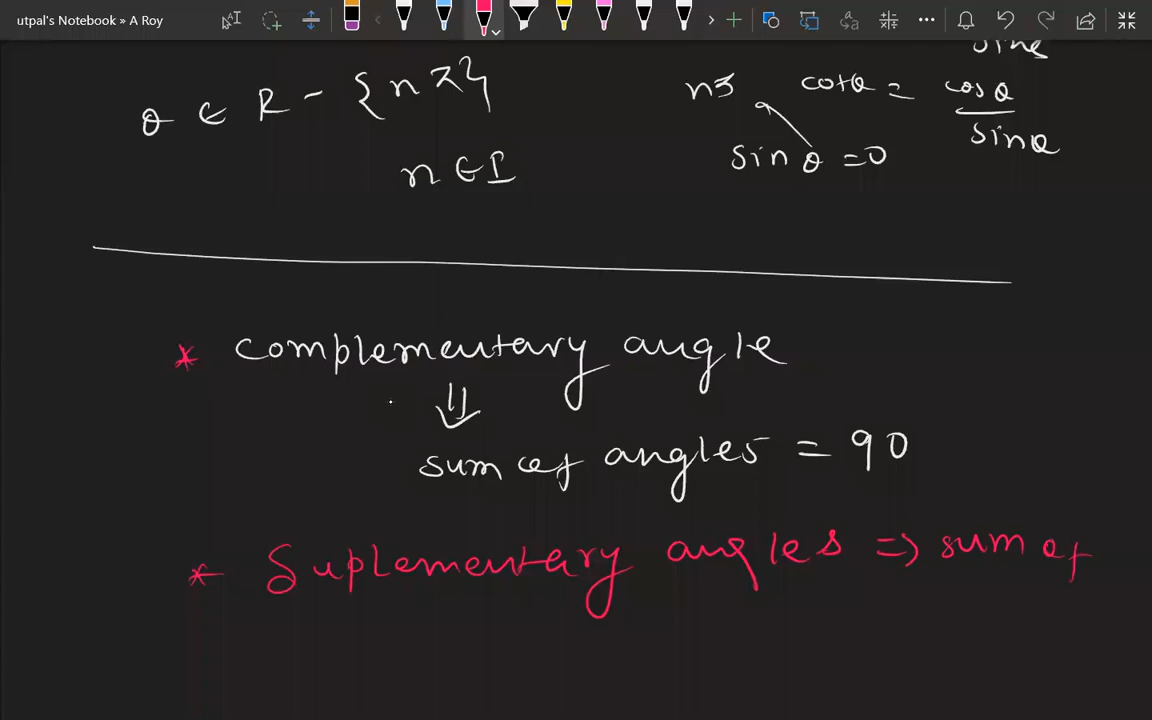 utpal's Notebook » A Roy
θ ∈ R - {nπ}
n ∈ I
nπ cotθ = cosθ / sinθ
sinθ = 0
* Complementary angle
⇓
sum of angles = 90
* Suplementary angles ⇒ sum of